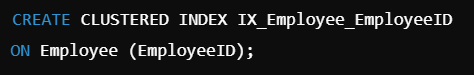 CREATE CLUSTERED INDEX IX_Employee_EmployeeID
ON Employee (EmployeeID);